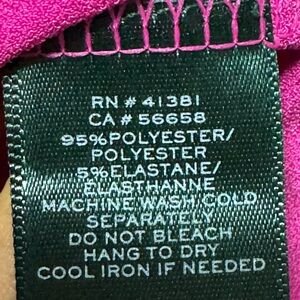 RN # 41381
CA # 56658
95%POLYESTER/
POLYESTER
5%ELASTANE/
ELASTHANNE
MACHINE WASH COLD
SEPARATELY
DO NOT BLEACH
HANG TO DRY
COOL IRON IF NEEDED